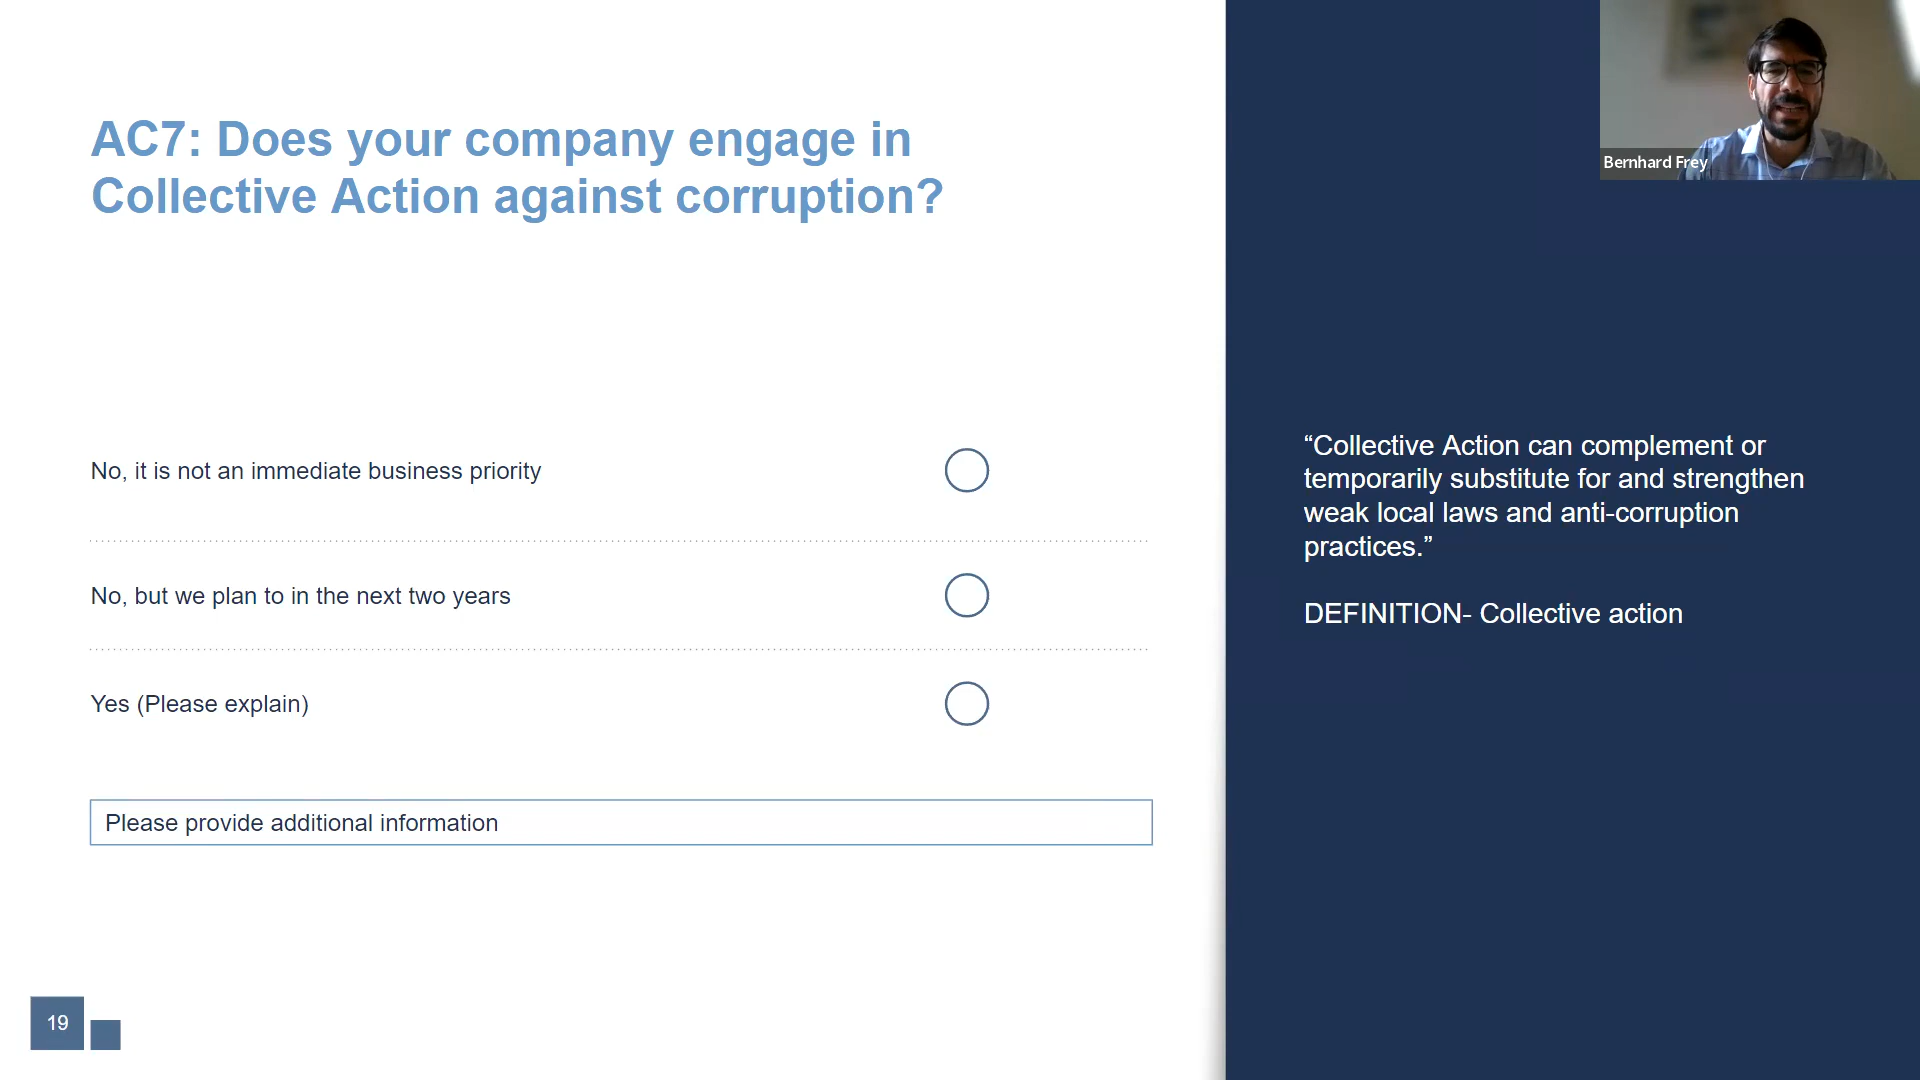 AC7: Does your company engage in
Collective Action against corruption?
No, it is not an immediate business priority
No, but we plan to in the next two years
Yes (Please explain)
Please provide additional information
19
Bernhard Frey
“Collective Action can complement or
temporarily substitute for and strengthen
weak local laws and anti-corruption
practices.”
DEFINITION- Collective action